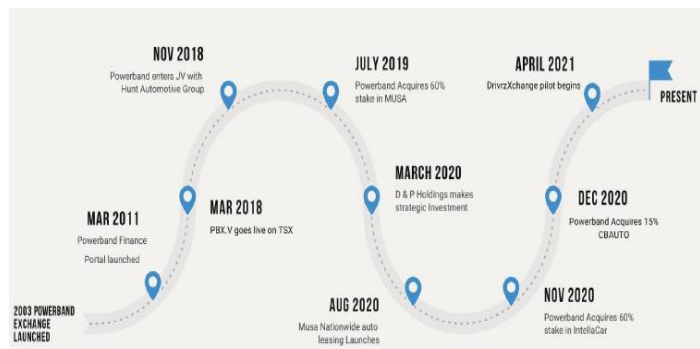 2003 POWERBAND
EXCHANGE
LAUNCHED
MAR 2011
Powerband Finance
Portal launched
MAR 2018
PBX.V goes live on TSX
NOV 2018
Powerband enters JV with
Hunt Automotive Group
JULY 2019
Powerband Acquires 60%
stake in MUSA
MARCH 2020
D & P Holdings makes
strategic Investment
AUG 2020
Musa Nationwide auto
leasing Launches
NOV 2020
Powerband Acquires 60%
stake in IntellaCar
DEC 2020
Powerband Acquires 15%
CBAUTO
APRIL 2021
DrivrzXchange pilot begins
PRESENT